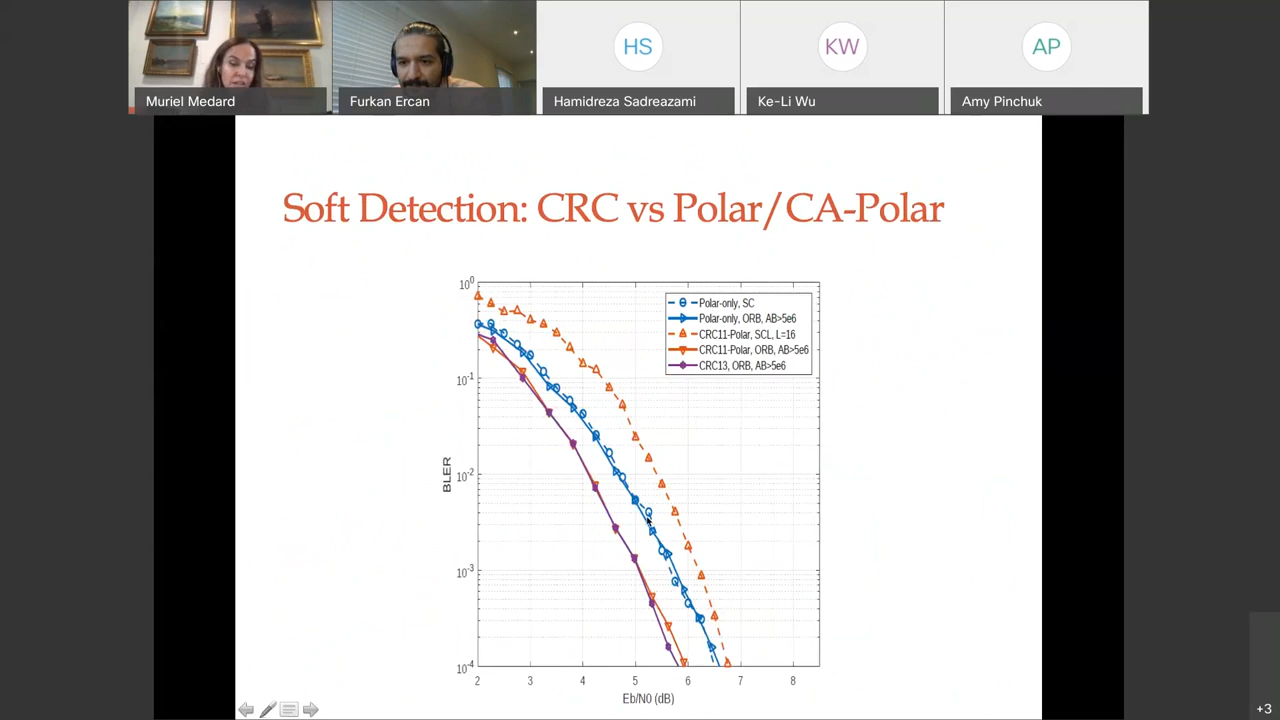 Muriel Medard
Furkan Ercan
HS
Hamidreza Sadreazami
KW
Ke-Li Wu
AP
Amy Pinchuk
Soft Detection: CRC vs Polar/CA-Polar
10^0
10^-1
10^-2
10^-3
10^-4
BLER
Polar-only, SC
Polar-only, ORB, AB>5e6
CRC11-Polar, SCL, L=16
CRC11-Polar, ORB, AB>5e6
CRC13, ORB, AB>5e6
2 3 4 5 6 7 8
Eb/N0 (dB)
+3